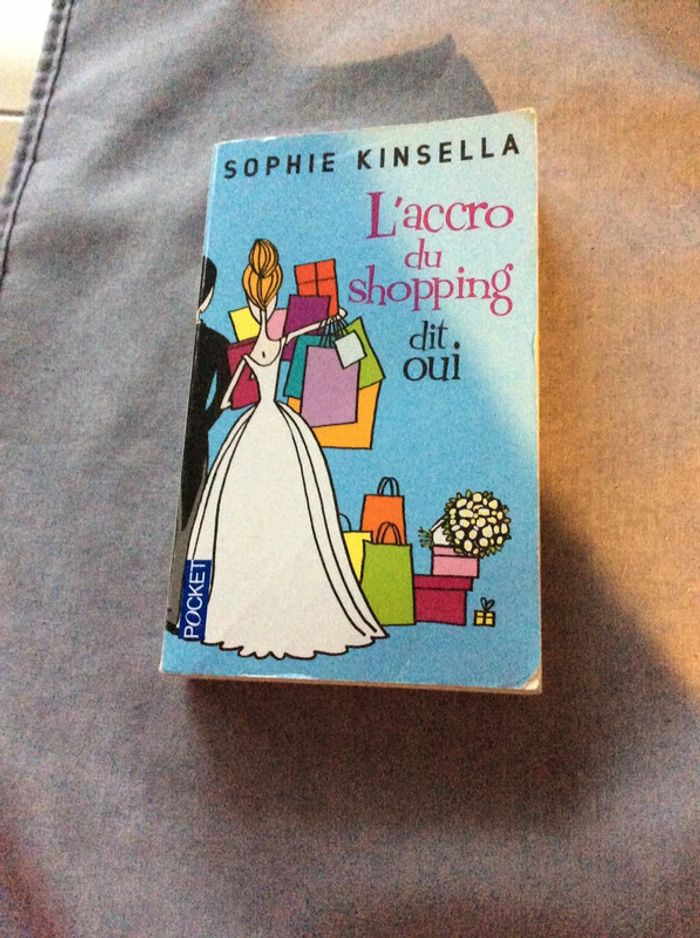 SOPHIE KINSELLA
L'accro
du
shopping
dit
oui
POCKET